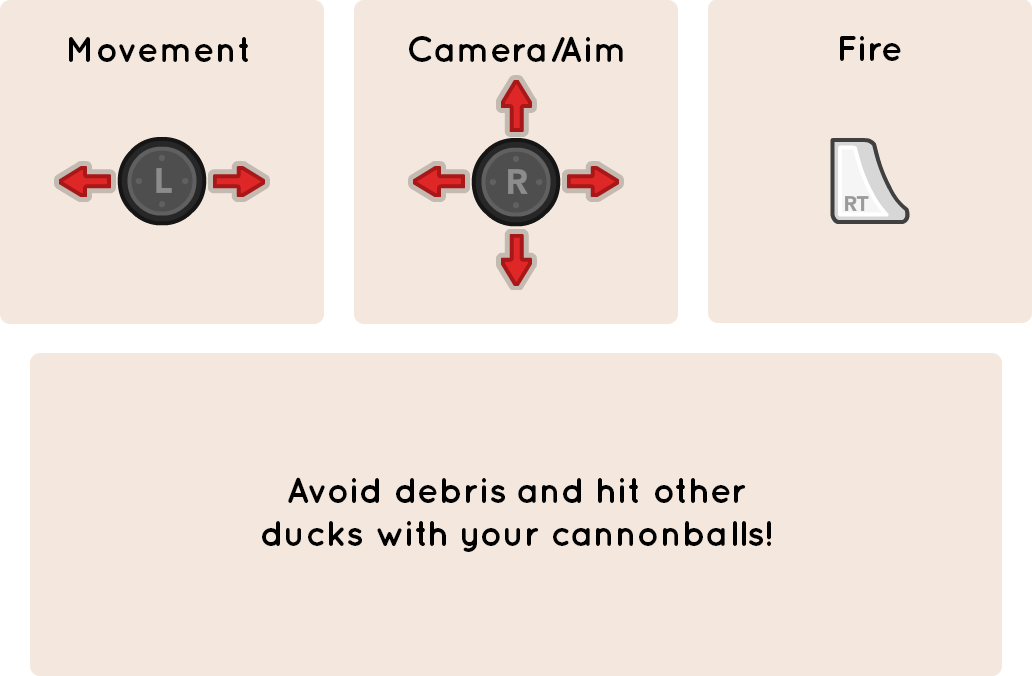 Movement
Camera/Aim
Fire
L
R
RT
Avoid debris and hit other
ducks with your cannonballs!